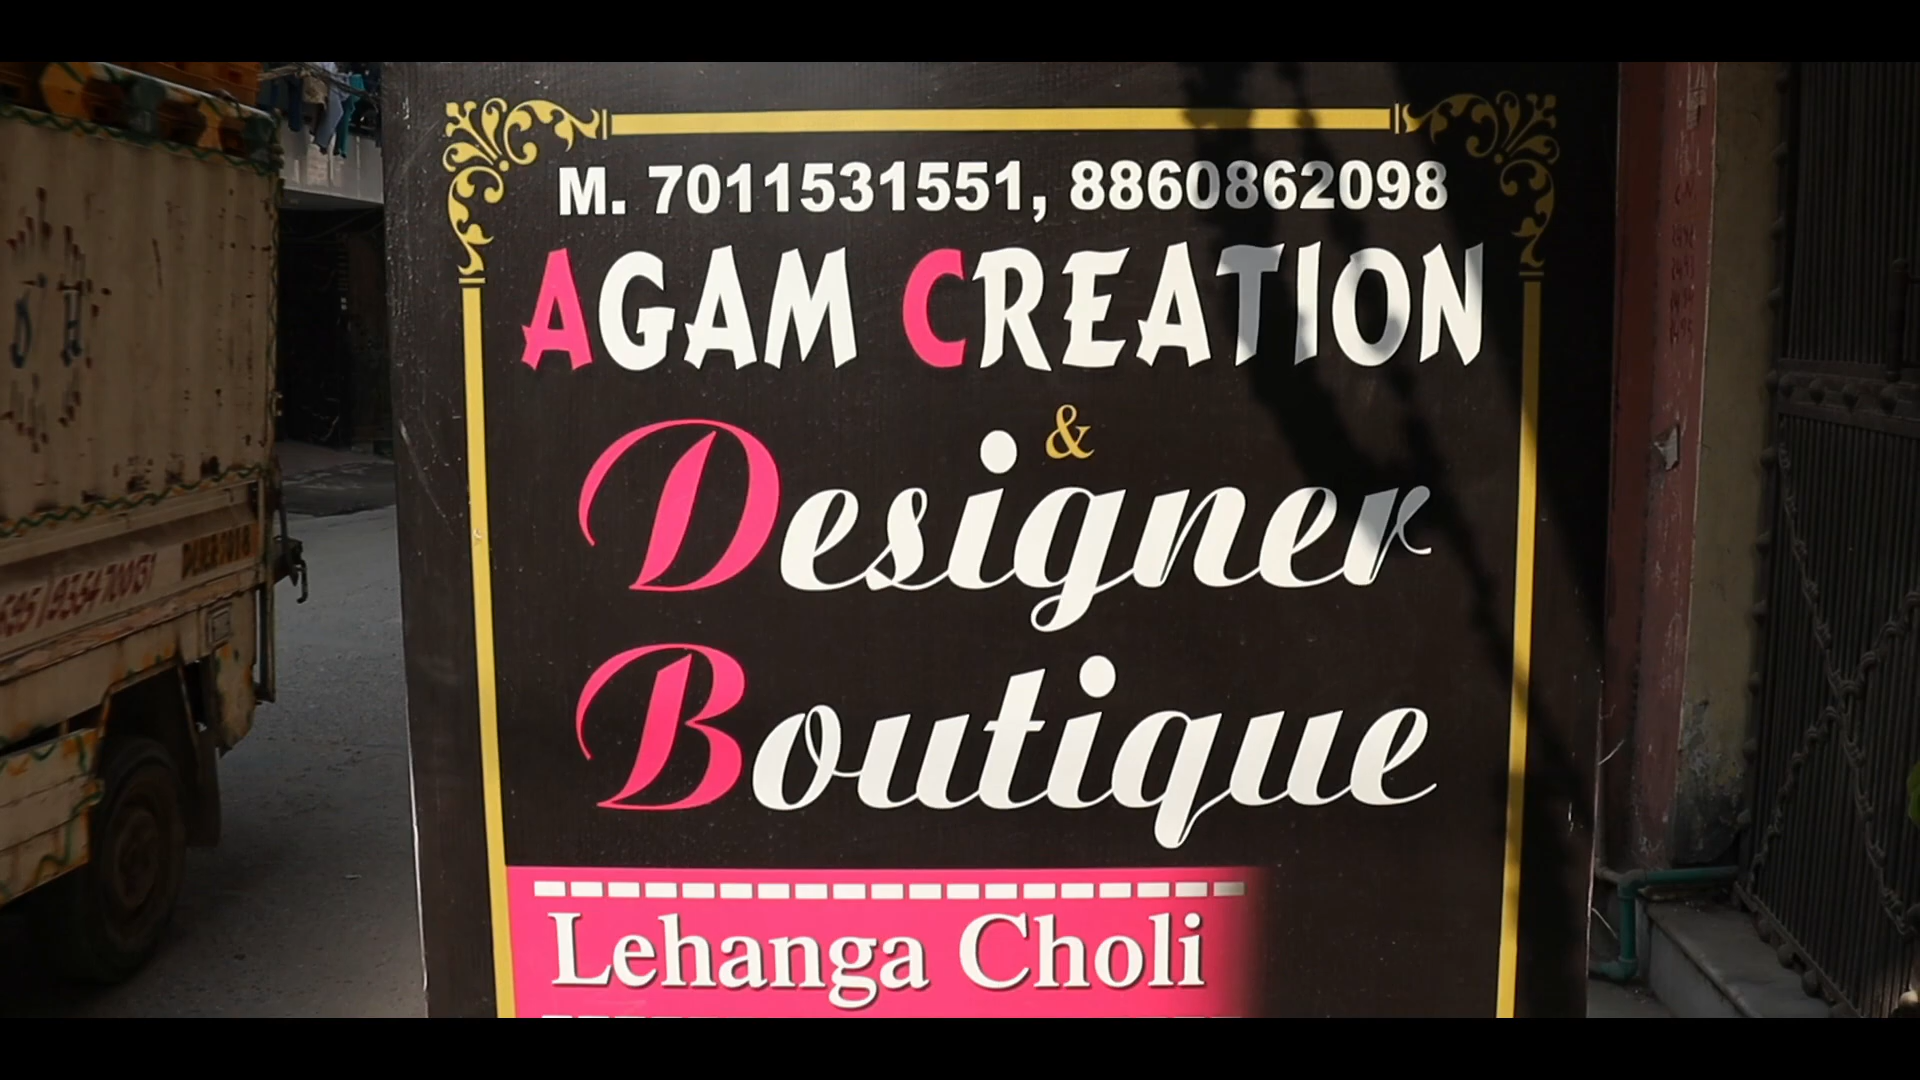 M. 7011531551, 8860862098
AGAM CREATION
&
Designer
Boutique
Lehanga Choli